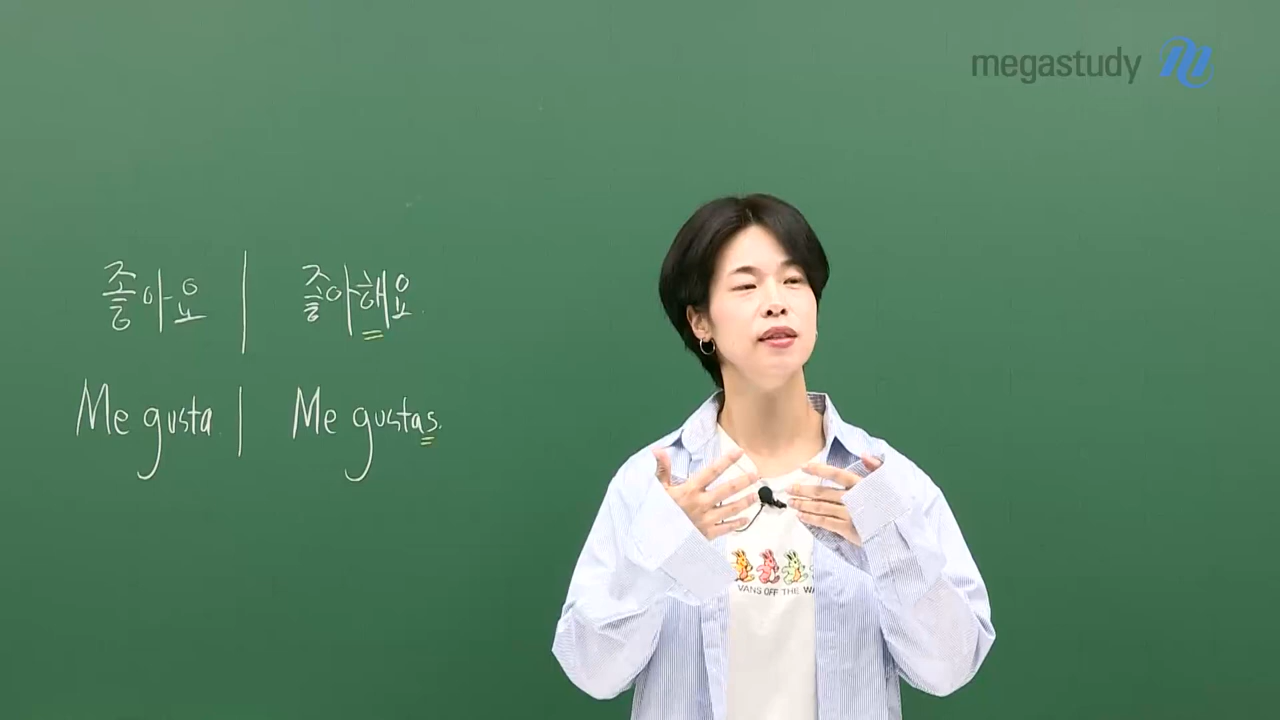 megastudy
좋아요 | 좋아해요.
Me gusta | Me gustas.
VANS OFF THE WA